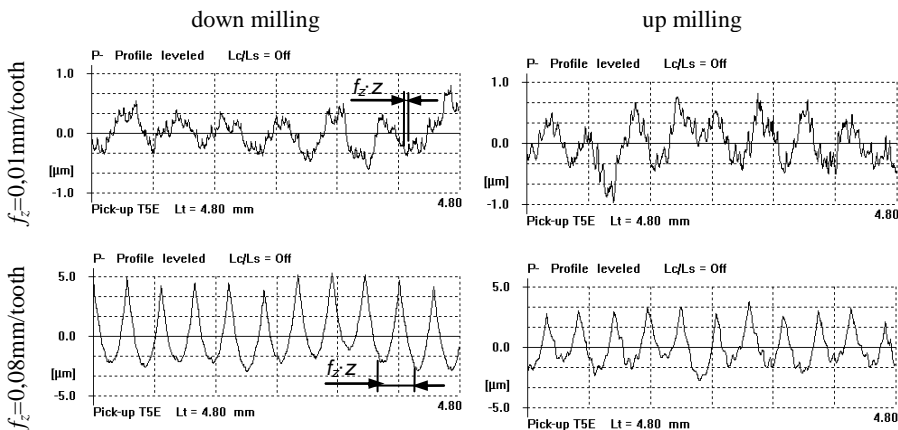 down milling
up milling
f_z=0,01mm/tooth
P- Profile leveled Lc/Ls = Off
1.0
0.0
[µm]
-1.0
f_z·z
4.80
Pick-up T5E Lt = 4.80 mm
P- Profile leveled Lc/Ls = Off
1.0
0.0
[µm]
-1.0
4.80
Pick-up T5E Lt = 4.80 mm
f_z=0,08mm/tooth
P- Profile leveled Lc/Ls = Off
5.0
0.0
[µm]
-5.0
f_z·z
4.80
Pick-up T5E Lt = 4.80 mm
P- Profile leveled Lc/Ls = Off
5.0
0.0
[µm]
-5.0
4.80
Pick-up T5E Lt = 4.80 mm